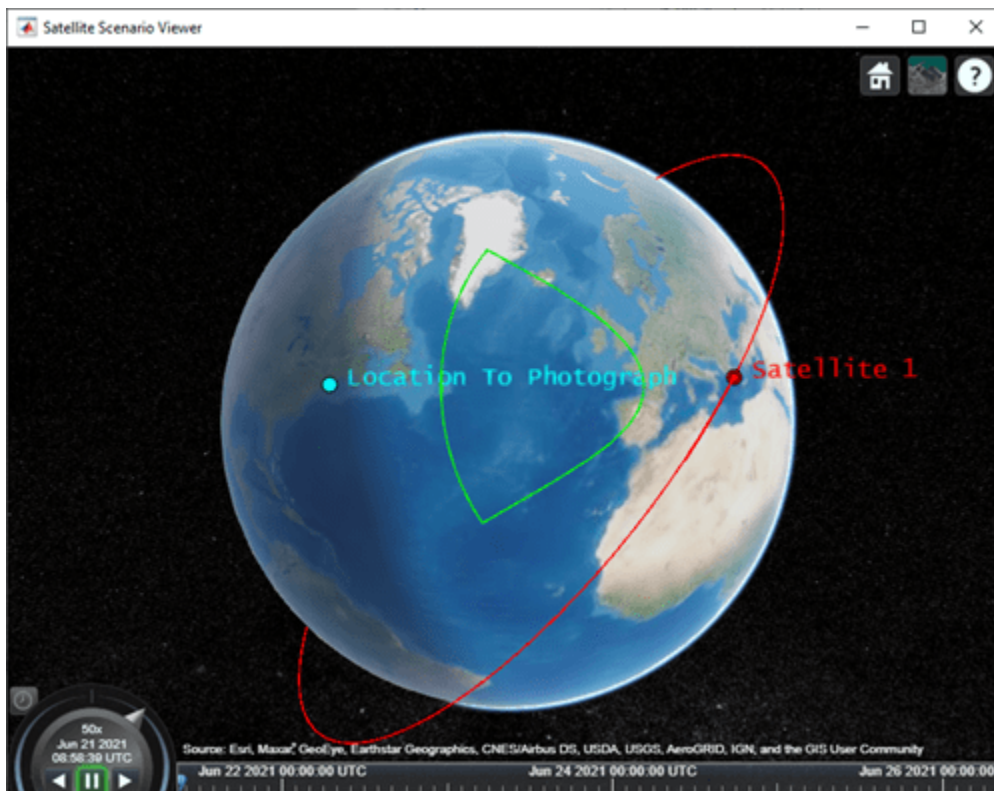 Satellite Scenario Viewer
?
Location To Photograph
Satellite 1
50x
Jun 21 2021
08:58:39 UTC
Source: Esri, Maxar, GeoEye, Earthstar Geographics, CNES/Airbus DS, USDA, USGS, AeroGRID, IGN, and the GIS User Community
Jun 22 2021 00:00:00 UTC
Jun 24 2021 00:00:00 UTC
Jun 26 2021 00:00:00